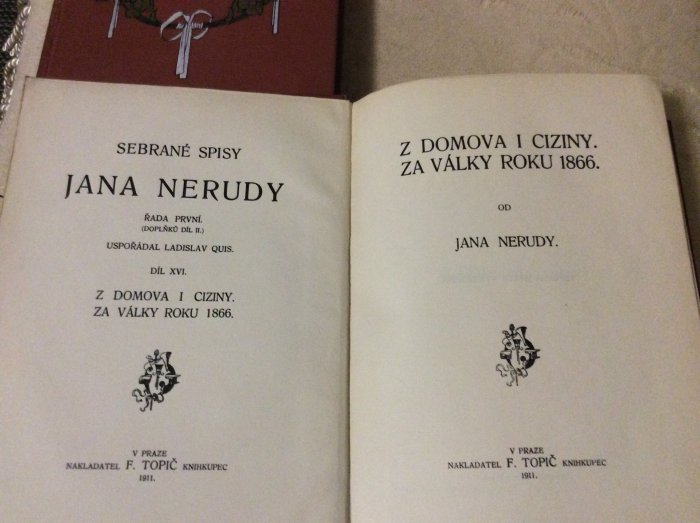 SEBRANÉ SPISY
JANA NERUDY
ŘADA PRVNÍ.
(DOPLŇKŮ DÍL II.)
USPOŘÁDAL LADISLAV QUIS.
DÍL XVI.
Z DOMOVA I CIZINY.
ZA VÁLKY ROKU 1866.
V PRAZE
NAKLADATEL F. TOPIČ KNIHKUPEC
1911.
Z DOMOVA I CIZINY.
ZA VÁLKY ROKU 1866.
OD
JANA NERUDY.
V PRAZE
NAKLADATEL F. TOPIČ KNIHKUPEC
1911.